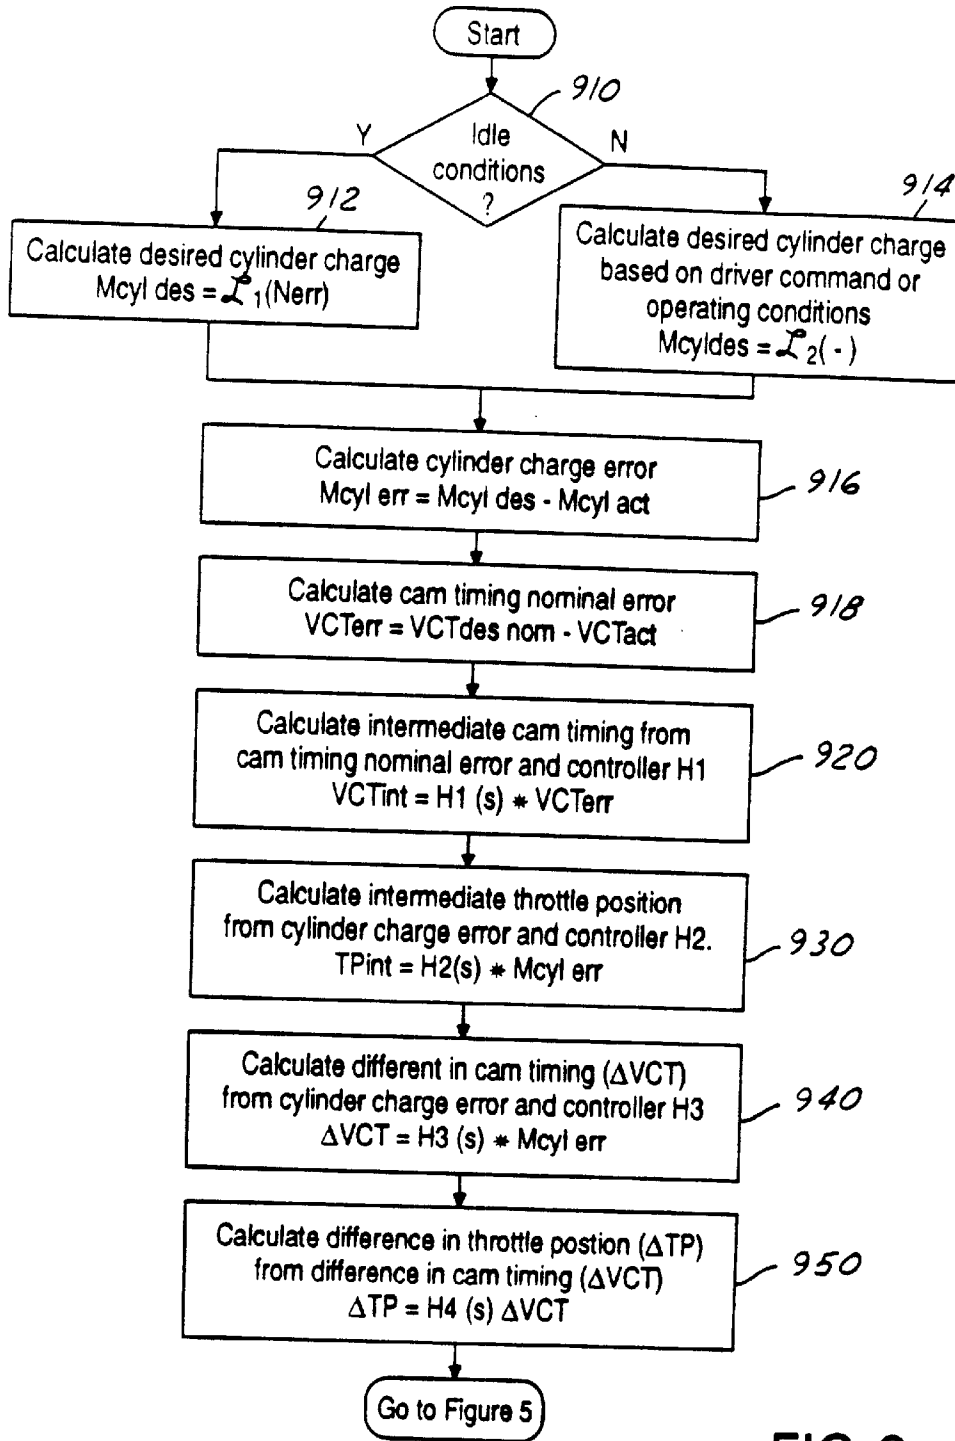 Start
910
Idle
conditions
?
Y
N
912
Calculate desired cylinder charge
Mcyl des = ℒ1(Nerr)
914
Calculate desired cylinder charge
based on driver command or
operating conditions
Mcyldes = ℒ2(-)
Calculate cylinder charge error
Mcyl err = Mcyl des - Mcyl act
916
Calculate cam timing nominal error
VCTerr = VCTdes nom - VCTact
918
Calculate intermediate cam timing from
cam timing nominal error and controller H1
VCTint = H1 (s) * VCTerr
920
Calculate intermediate throttle position
from cylinder charge error and controller H2.
TPint = H2(s) * Mcyl err
930
Calculate different in cam timing (ΔVCT)
from cylinder charge error and controller H3
ΔVCT = H3 (s) * Mcyl err
940
Calculate difference in throttle postion (ΔTP)
from difference in cam timing (ΔVCT)
ΔTP = H4 (s) ΔVCT
950
Go to Figure 5